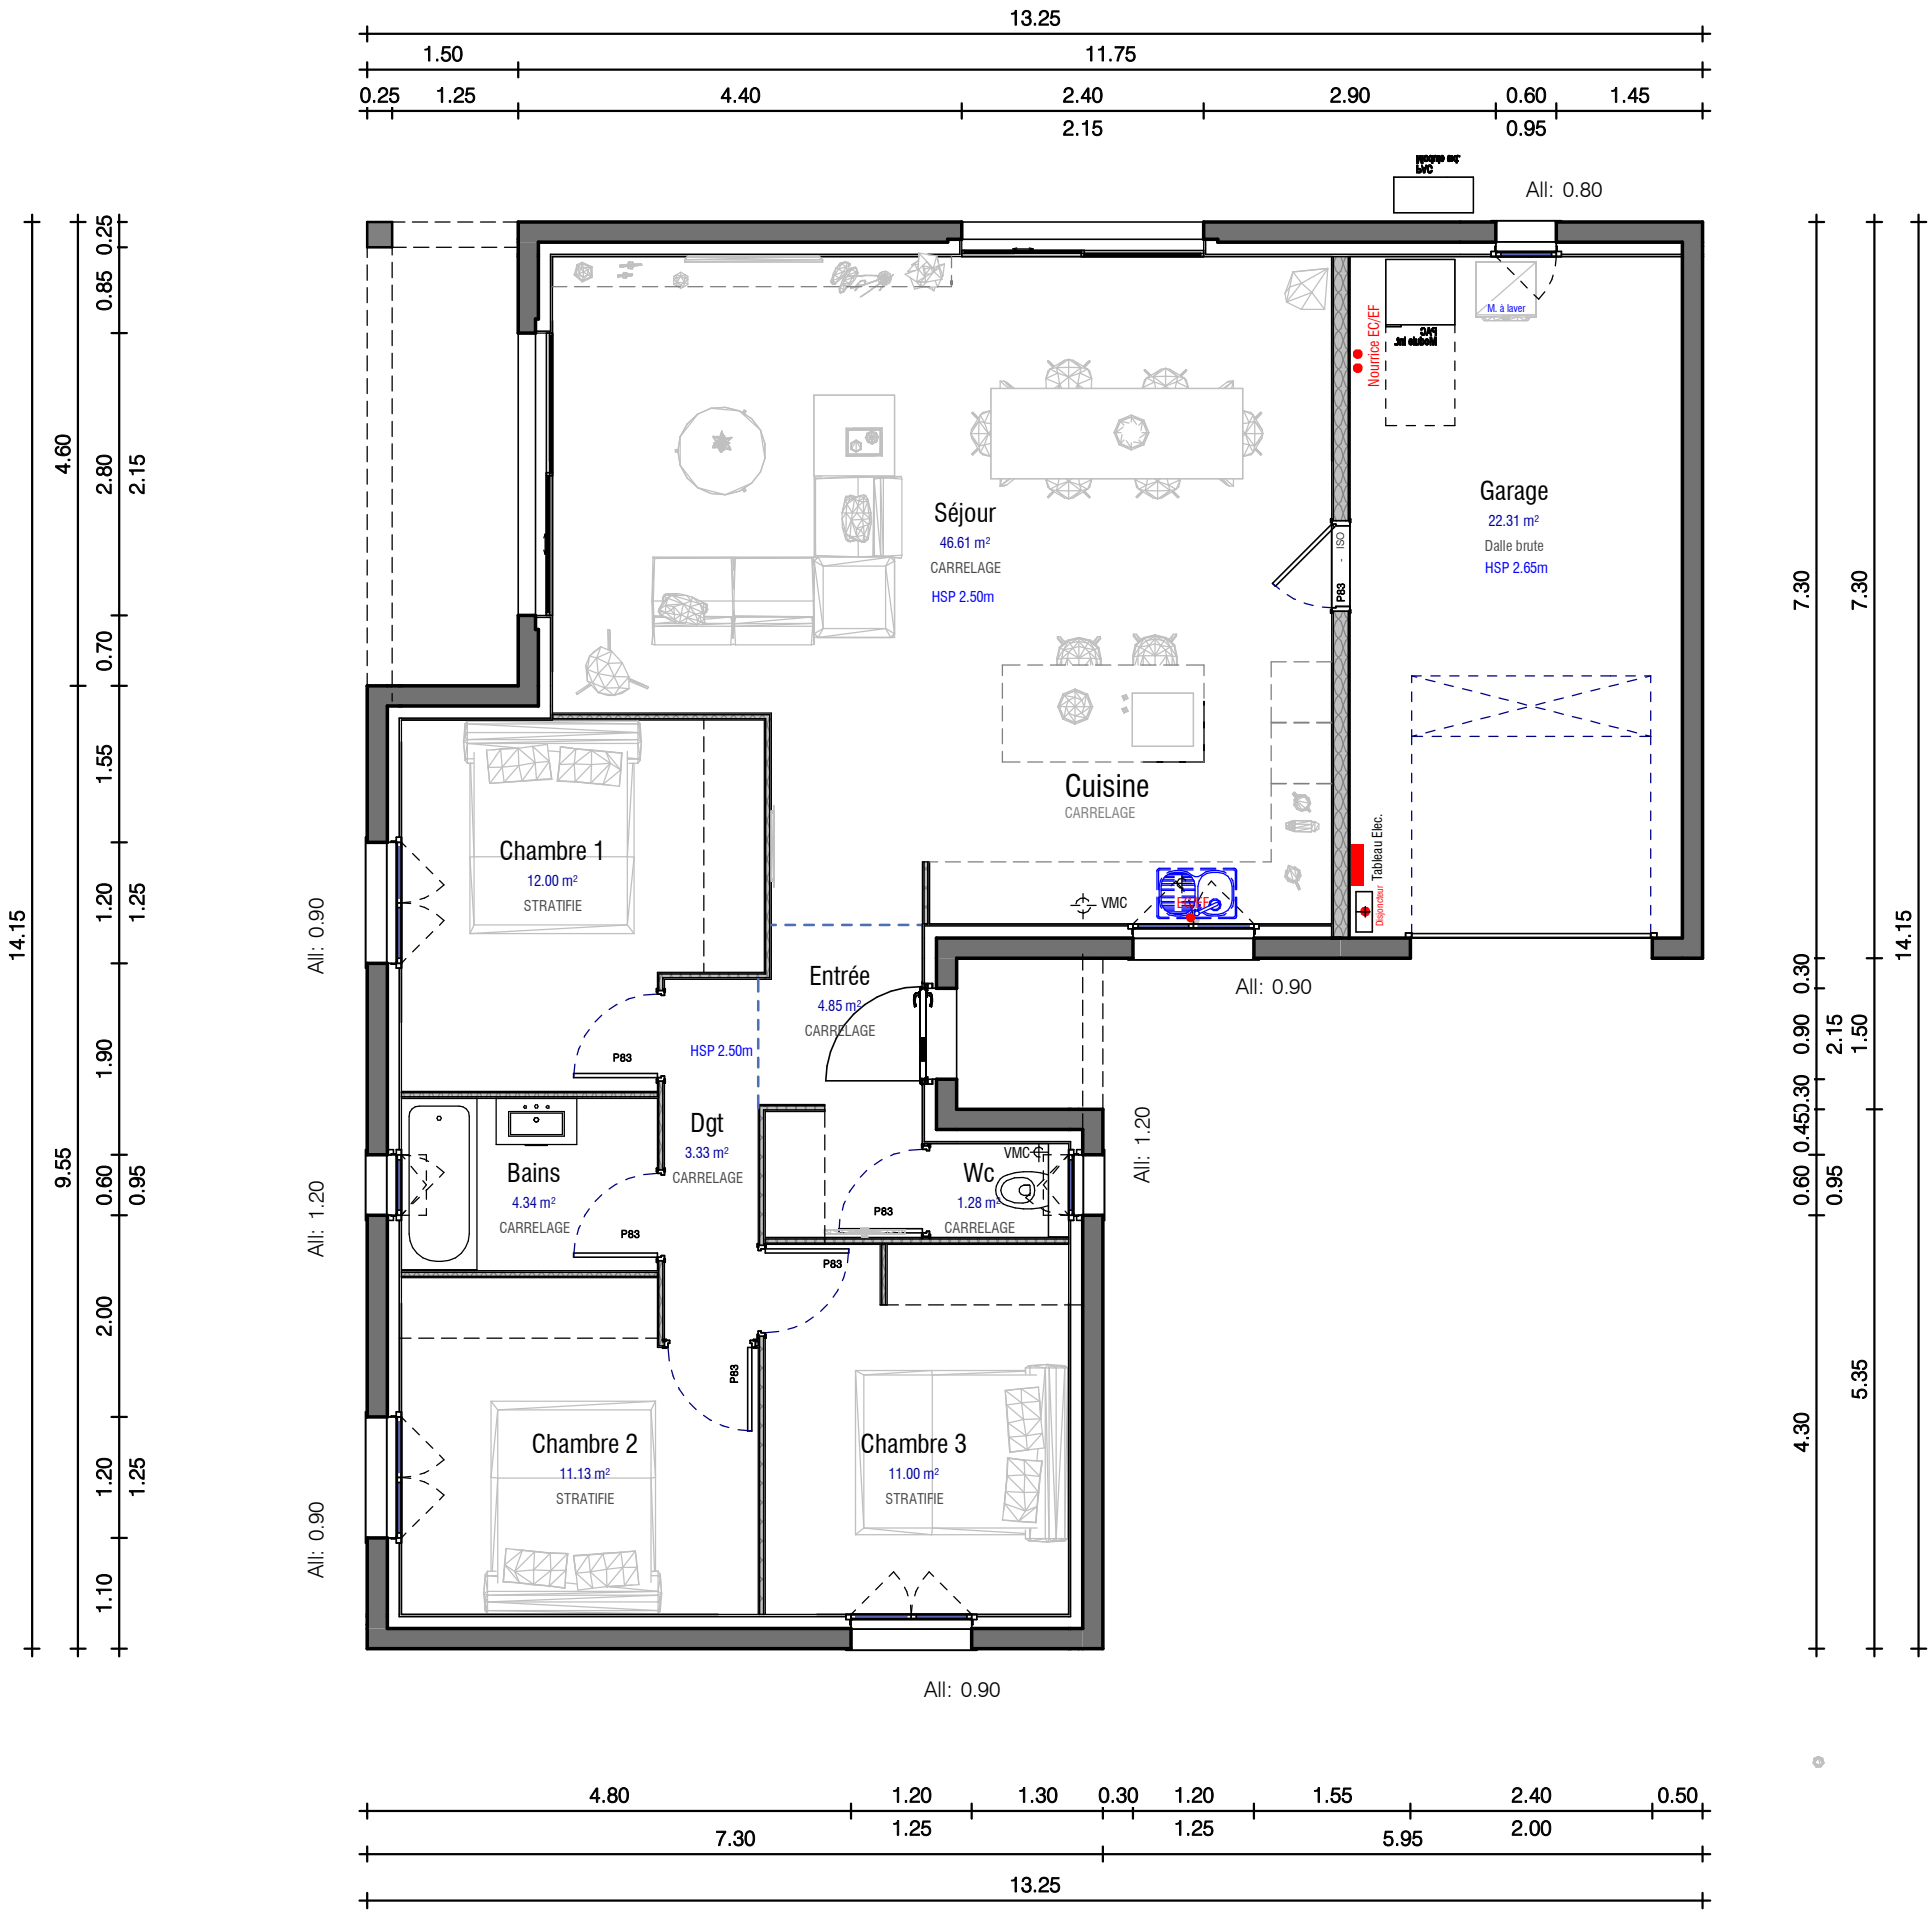 13.25
1.50 11.75
0.25 1.25 4.40 2.40 2.90 0.60 1.45
2.15 0.95
Module ext.
PAC
All: 0.80
14.15
4.60
9.55
0.25
0.85
2.80
2.15
0.70
1.55
1.20
1.25
1.90
0.60
0.95
2.00
1.20
1.25
1.10
All: 0.90
All: 1.20
All: 0.90
Séjour
46.61 m²
CARRELAGE
HSP 2.50m
Nourrice EC/EF
M. à laver
PAC
Module int.
Garage
22.31 m²
Dalle brute
HSP 2.65m
P83 - ISO
Cuisine
CARRELAGE
Tableau Elec.
Disjoncteur
VMC
Chambre 1
12.00 m²
STRATIFIE
P83
Entrée
4.85 m²
CARRELAGE
HSP 2.50m
All: 0.90
Dgt
3.33 m²
CARRELAGE
Bains
4.34 m²
CARRELAGE
P83
VMC
Wc
1.28 m²
CARRELAGE
P83
All: 1.20
P83
P83
Chambre 2
11.13 m²
STRATIFIE
Chambre 3
11.00 m²
STRATIFIE
All: 0.90
7.30
0.30
0.90
2.15
0.30
0.45
0.60
0.95
4.30
7.30
1.50
5.35
14.15
4.80 1.20 1.30 0.30 1.20 1.55 2.40 0.50
1.25 1.25 2.00
7.30 5.95
13.25